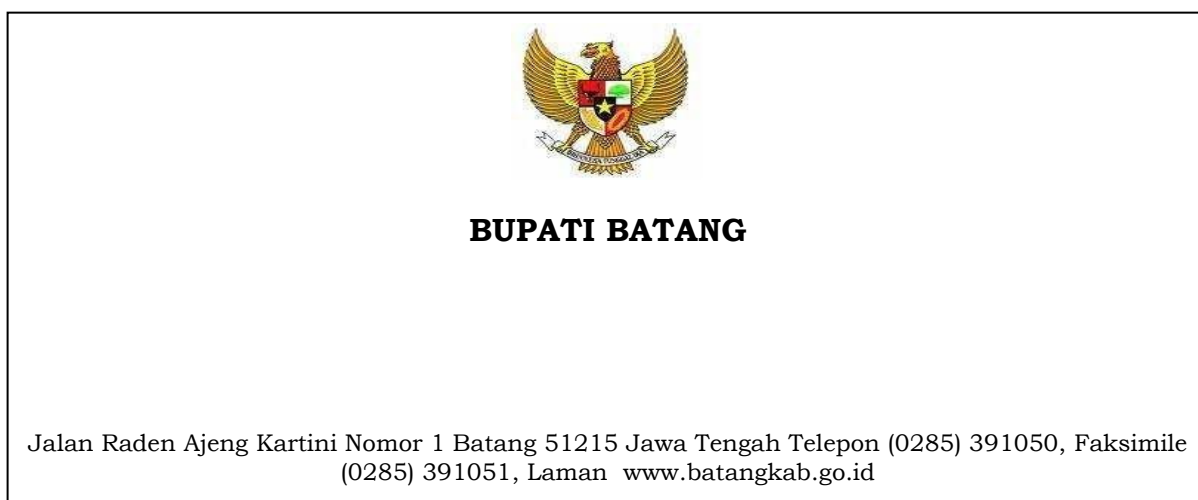 BUPATI BATANG
Jalan Raden Ajeng Kartini Nomor 1 Batang 51215 Jawa Tengah Telepon (0285) 391050, Faksimile
(0285) 391051, Laman www.batangkab.go.id